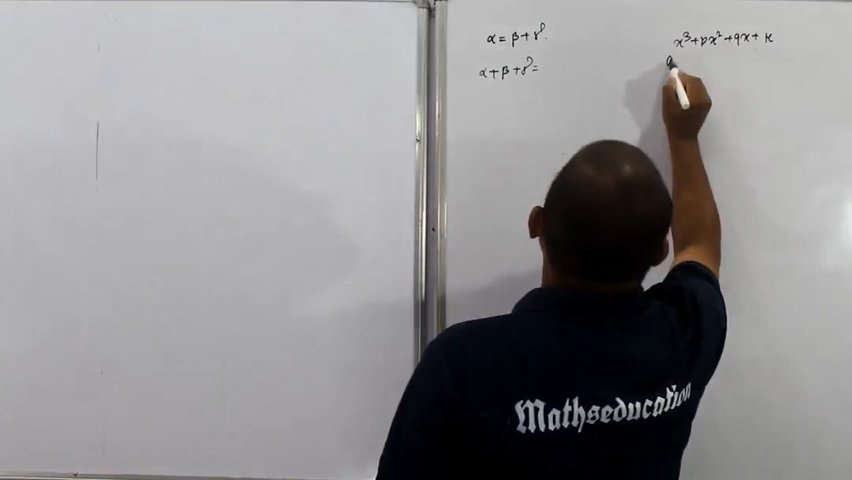 α = β + γ.
α + β + γ =
x³ + px² + qx + r
Mathseducation